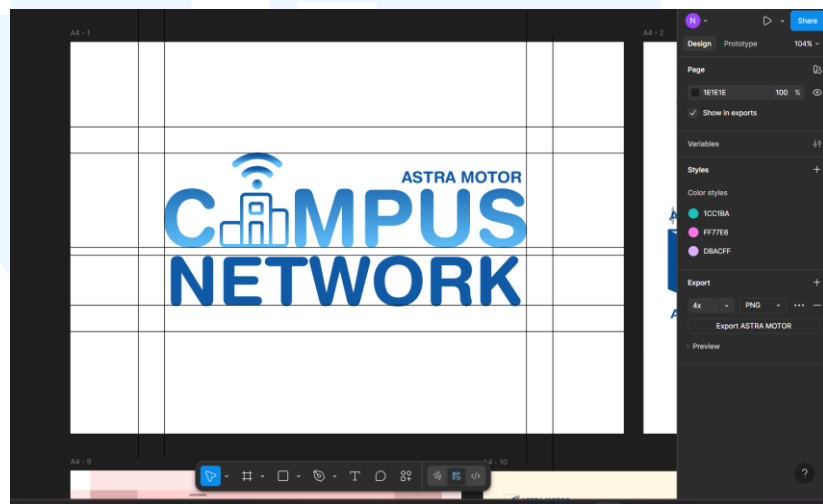 A4 - 1
A4 - 2
N
Share
Design Prototype 104%
Page
1E1E1E 100 %
Show in exports
Variables
Styles
Color styles
1CC1BA
FF77E6
DBACFF
Export
4x PNG
Export ASTRA MOTOR
Preview
ASTRA MOTOR
CAMPUS
NETWORK
A4 - 9
A4 - 10
T
?